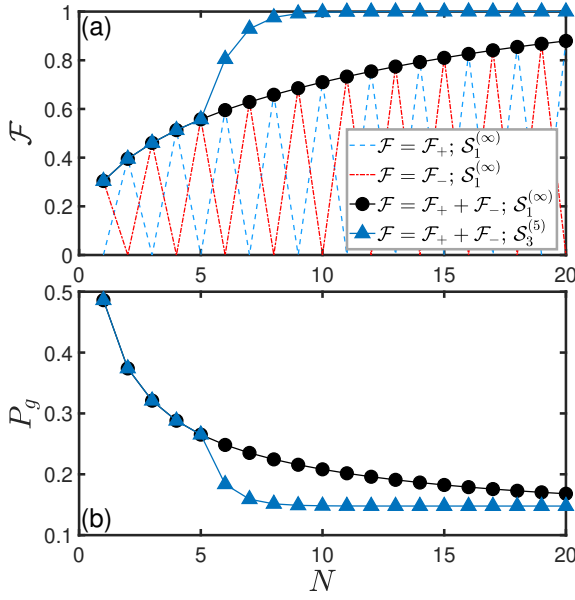 (a)
1
0.8
0.6
0.4
0.2
0
ℱ
ℱ = ℱ₊; 𝒮₁^(∞)
ℱ = ℱ₋; 𝒮₁^(∞)
ℱ = ℱ₊ + ℱ₋; 𝒮₁^(∞)
ℱ = ℱ₊ + ℱ₋; 𝒮₃^(5)
0 5 10 15 20
(b)
0.5
0.4
0.3
0.2
0.1
P_g
0 5 10 15 20
N